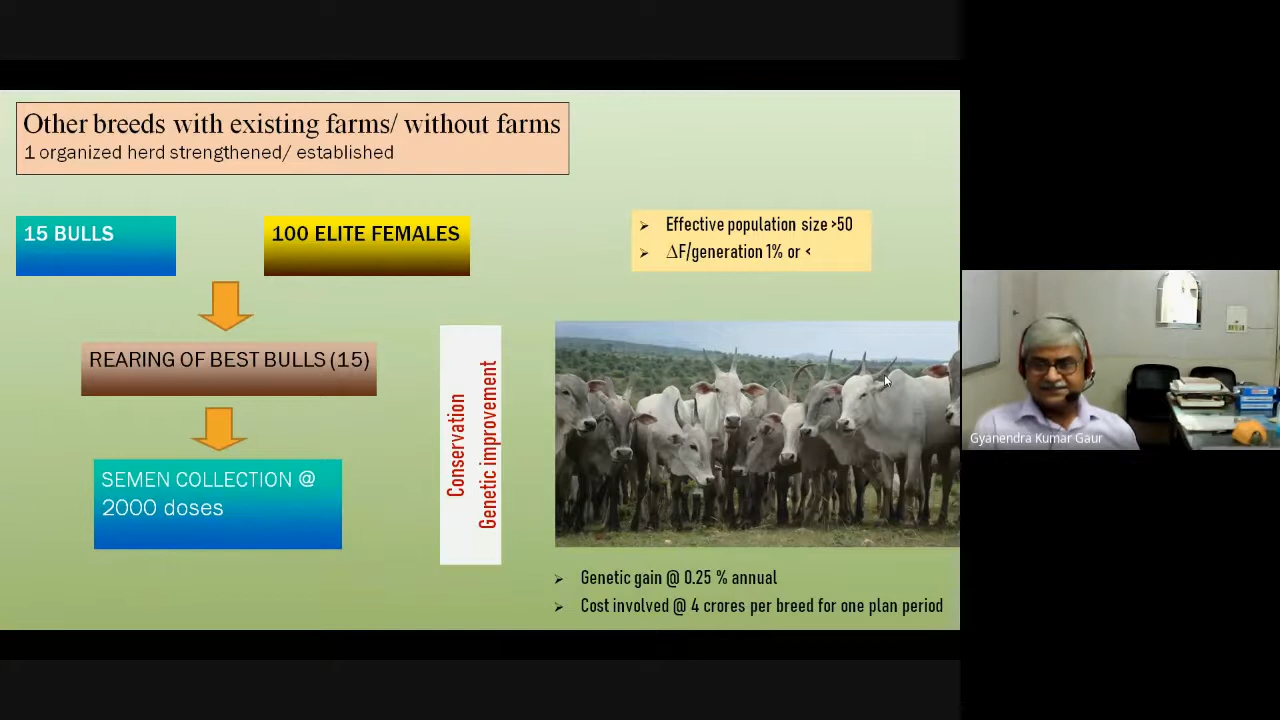 Other breeds with existing farms/ without farms
1 organized herd strengthened/ established
15 BULLS
100 ELITE FEMALES
Effective population size >50
∆F/generation 1% or <
REARING OF BEST BULLS (15)
SEMEN COLLECTION @
2000 doses
Conservation
Genetic improvement
Genetic gain @ 0.25 % annual
Cost involved @ 4 crores per breed for one plan period
Gyanendra Kumar Gaur